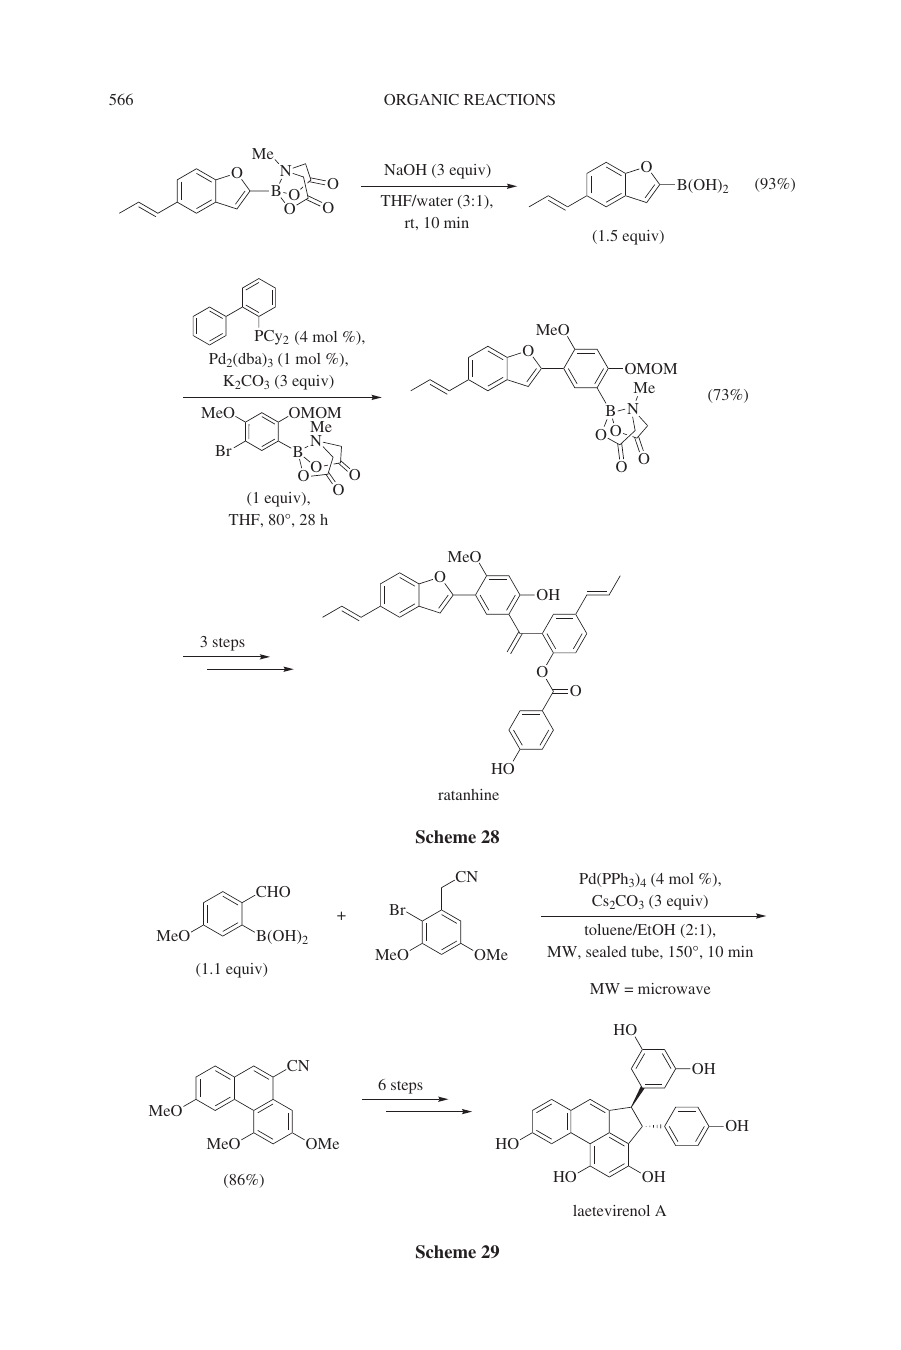 566
ORGANIC REACTIONS
Me
N
O
B
O
O
O
O
NaOH (3 equiv)
THF/water (3:1),
rt, 10 min
O
B(OH)2
(93%)
(1.5 equiv)
PCy2 (4 mol %),
Pd2(dba)3 (1 mol %),
K2CO3 (3 equiv)
MeO
OMOM
Me
Br
B
N
O
O
O
O
(1 equiv),
THF, 80°, 28 h
MeO
O
OMOM
Me
B
N
O
O
O
O
(73%)
3 steps
MeO
O
OH
O
O
HO
ratanhine
Scheme 28
CHO
MeO
B(OH)2
(1.1 equiv)
+
CN
Br
MeO
OMe
Pd(PPh3)4 (4 mol %),
Cs2CO3 (3 equiv)
toluene/EtOH (2:1),
MW, sealed tube, 150°, 10 min
MW = microwave
CN
MeO
MeO
OMe
(86%)
6 steps
HO
OH
OH
HO
HO
OH
laetevirenol A
Scheme 29